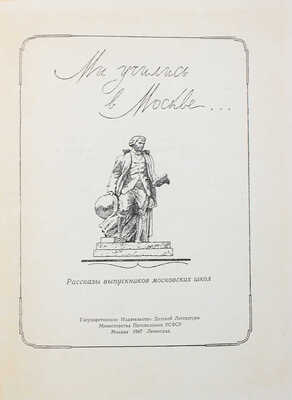 Мы учились
в Москве...
Рассказы выпускников московских школ
Государственное Издательство Детской Литературы
Министерства Просвещения РСФСР
Москва 1947 Ленинград